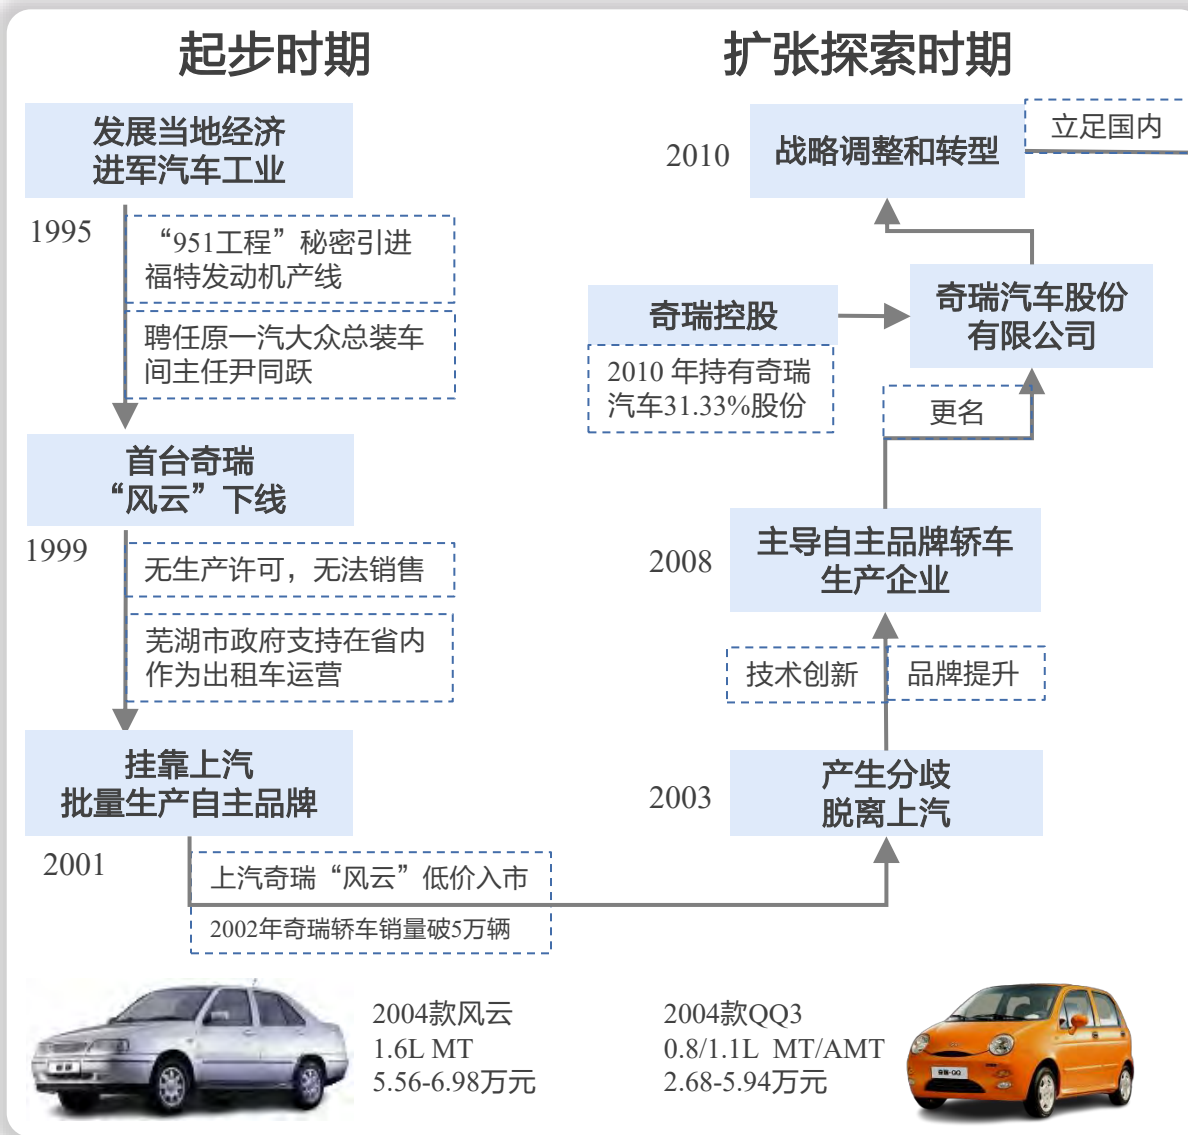 起步时期
发展当地经济
进军汽车工业
1995
“951工程”秘密引进
福特发动机产线
聘任原一汽大众总装车
间主任尹同跃
首台奇瑞
“风云”下线
1999
无生产许可，无法销售
芜湖市政府支持在省内
作为出租车运营
挂靠上汽
批量生产自主品牌
2001
上汽奇瑞“风云”低价入市
2002年奇瑞轿车销量破5万辆
扩张探索时期
2010
战略调整和转型
立足国内
奇瑞控股
2010 年持有奇瑞
汽车31.33%股份
奇瑞汽车股份
有限公司
更名
2008
主导自主品牌轿车
生产企业
技术创新
品牌提升
2003
产生分歧
脱离上汽
2004款风云
1.6L MT
5.56-6.98万元
2004款QQ3
0.8/1.1L MT/AMT
2.68-5.94万元
奇瑞·QQ